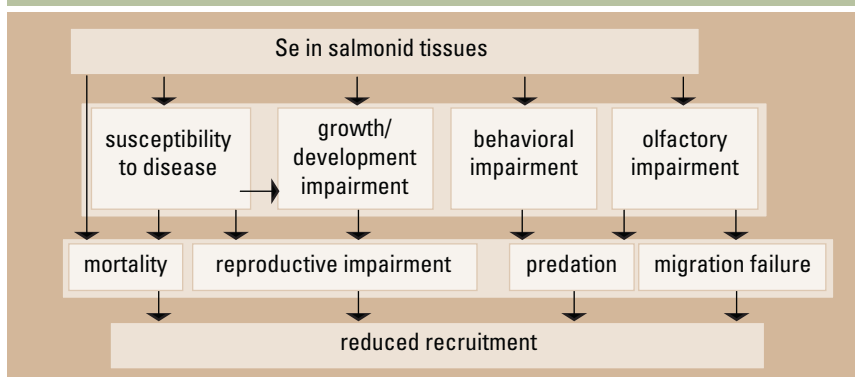 Se in salmonid tissues
susceptibility
to disease
growth/
development
impairment
behavioral
impairment
olfactory
impairment
mortality
reproductive impairment
predation
migration failure
reduced recruitment